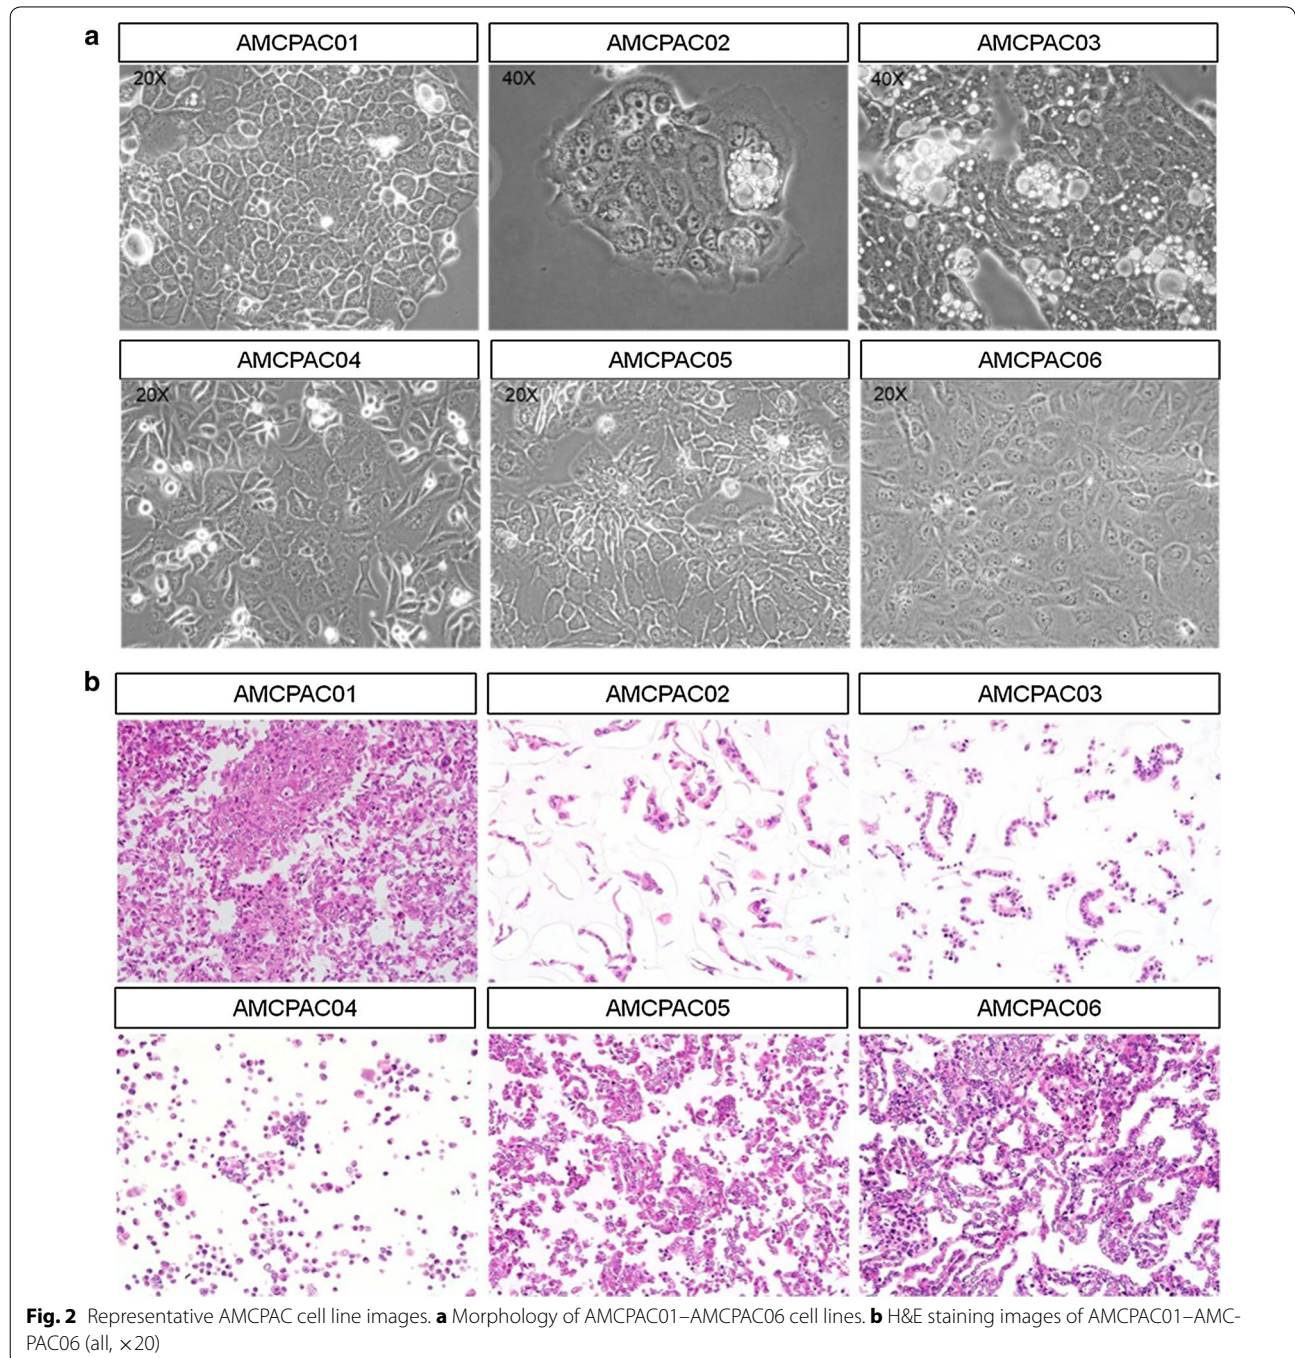 a
AMCPAC01
AMCPAC02
AMCPAC03
20X
40X
40X
AMCPAC04
AMCPAC05
AMCPAC06
20X
20X
20X
b
AMCPAC01
AMCPAC02
AMCPAC03
AMCPAC04
AMCPAC05
AMCPAC06
Fig. 2 Representative AMCPAC cell line images. a Morphology of AMCPAC01–AMCPAC06 cell lines. b H&E staining images of AMCPAC01–AMC-
PAC06 (all, ×20)